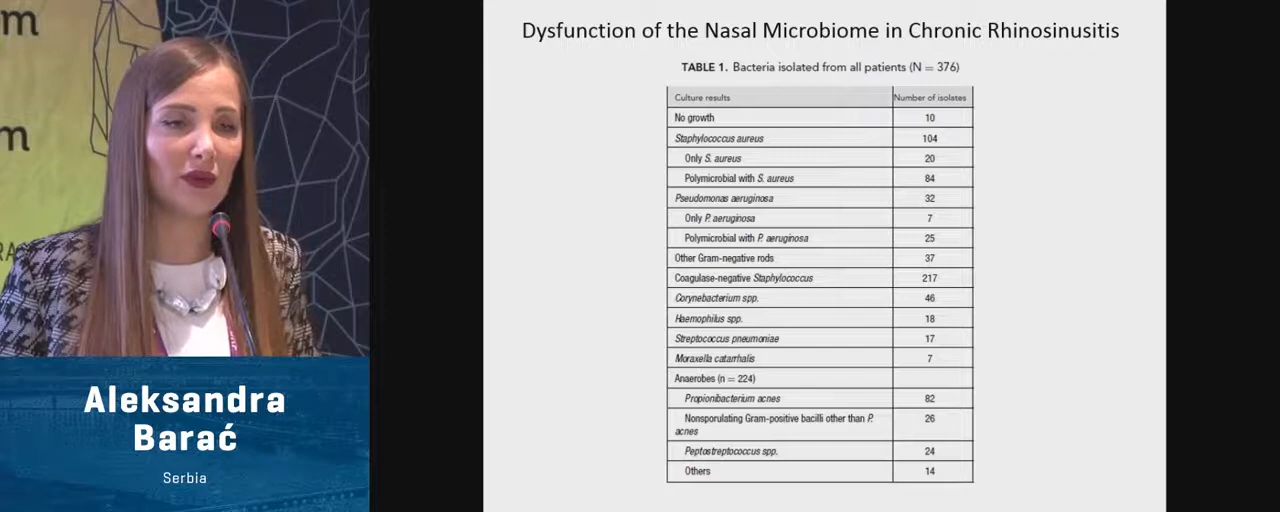 m
m
RA
Aleksandra
Barać
Serbia
Dysfunction of the Nasal Microbiome in Chronic Rhinosinusitis
TABLE 1. Bacteria isolated from all patients (N = 376)
Culture results Number of isolates
No growth 10
Staphylococcus aureus 104
Only S. aureus 20
Polymicrobial with S. aureus 84
Pseudomonas aeruginosa 32
Only P. aeruginosa 7
Polymicrobial with P. aeruginosa 25
Other Gram-negative rods 37
Coagulase-negative Staphylococcus 217
Corynebacterium spp. 46
Haemophilus spp. 18
Streptococcus pneumoniae 17
Moraxella catarrhalis 7
Anaerobes (n = 224)
Propionibacterium acnes 82
Nonsporulating Gram-positive bacilli other than P. 26
acnes
Peptostreptococcus spp. 24
Others 14